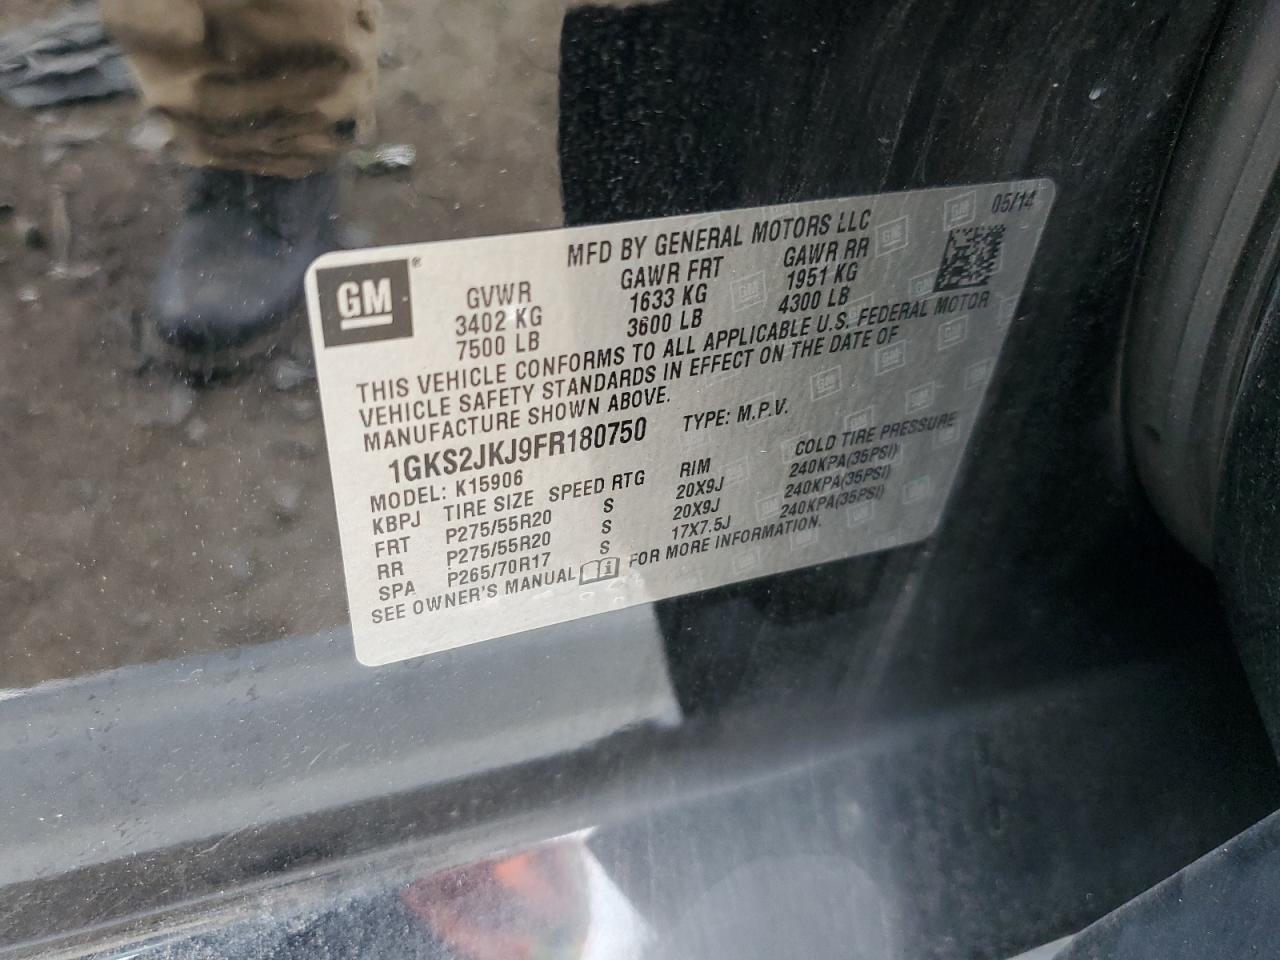 05/14
MFD BY GENERAL MOTORS LLC
GM
GVWR GAWR FRT GAWR RR
3402 KG 1633 KG 1951 KG
7500 LB 3600 LB 4300 LB
THIS VEHICLE CONFORMS TO ALL APPLICABLE U.S. FEDERAL MOTOR
VEHICLE SAFETY STANDARDS IN EFFECT ON THE DATE OF
MANUFACTURE SHOWN ABOVE.
1GKS2JKJ9FR180750 TYPE: M.P.V.
MODEL: K15906
KBPJ TIRE SIZE SPEED RTG RIM COLD TIRE PRESSURE
FRT P275/55R20 S 20X9J 240KPA(35PSI)
RR P275/55R20 S 20X9J 240KPA(35PSI)
SPA P265/70R17 S 17X7.5J 240KPA(35PSI)
SEE OWNER'S MANUAL FOR MORE INFORMATION.